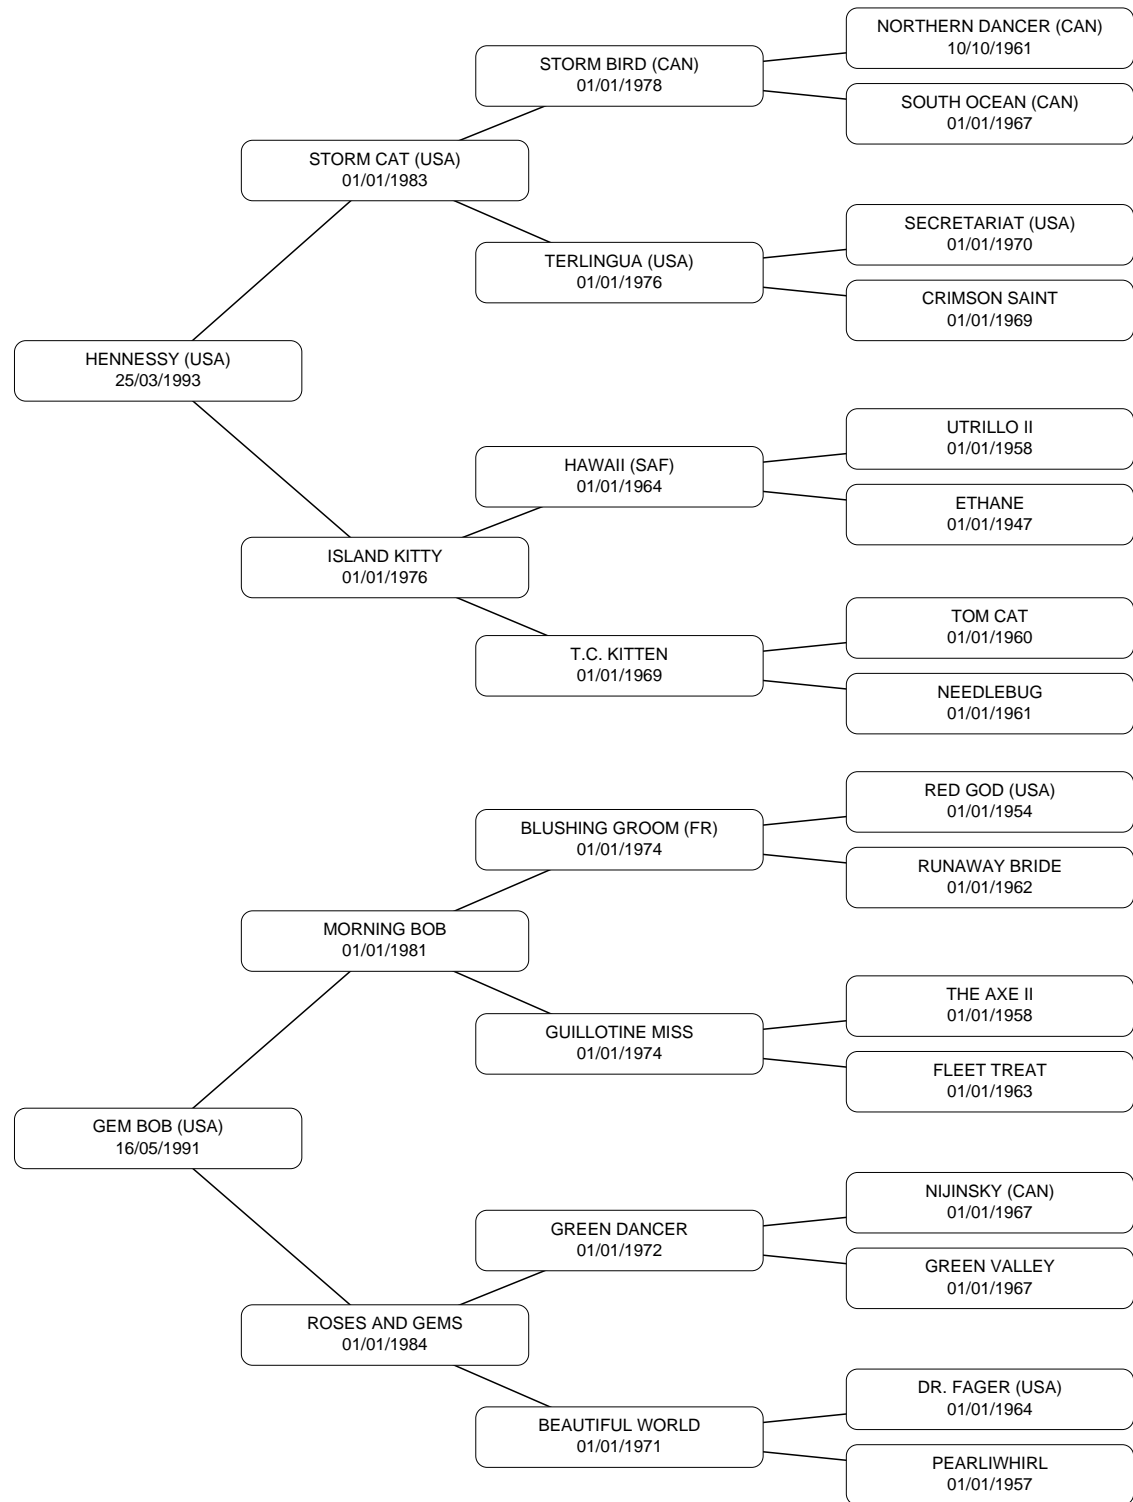 NORTHERN DANCER (CAN)
10/10/1961
STORM BIRD (CAN)
01/01/1978
SOUTH OCEAN (CAN)
01/01/1967
STORM CAT (USA)
01/01/1983
SECRETARIAT (USA)
01/01/1970
TERLINGUA (USA)
01/01/1976
CRIMSON SAINT
01/01/1969
HENNESSY (USA)
25/03/1993
UTRILLO II
01/01/1958
HAWAII (SAF)
01/01/1964
ETHANE
01/01/1947
ISLAND KITTY
01/01/1976
TOM CAT
01/01/1960
T.C. KITTEN
01/01/1969
NEEDLEBUG
01/01/1961
RED GOD (USA)
01/01/1954
BLUSHING GROOM (FR)
01/01/1974
RUNAWAY BRIDE
01/01/1962
MORNING BOB
01/01/1981
THE AXE II
01/01/1958
GUILLOTINE MISS
01/01/1974
FLEET TREAT
01/01/1963
GEM BOB (USA)
16/05/1991
NIJINSKY (CAN)
01/01/1967
GREEN DANCER
01/01/1972
GREEN VALLEY
01/01/1967
ROSES AND GEMS
01/01/1984
DR. FAGER (USA)
01/01/1964
BEAUTIFUL WORLD
01/01/1971
PEARLIWHIRL
01/01/1957